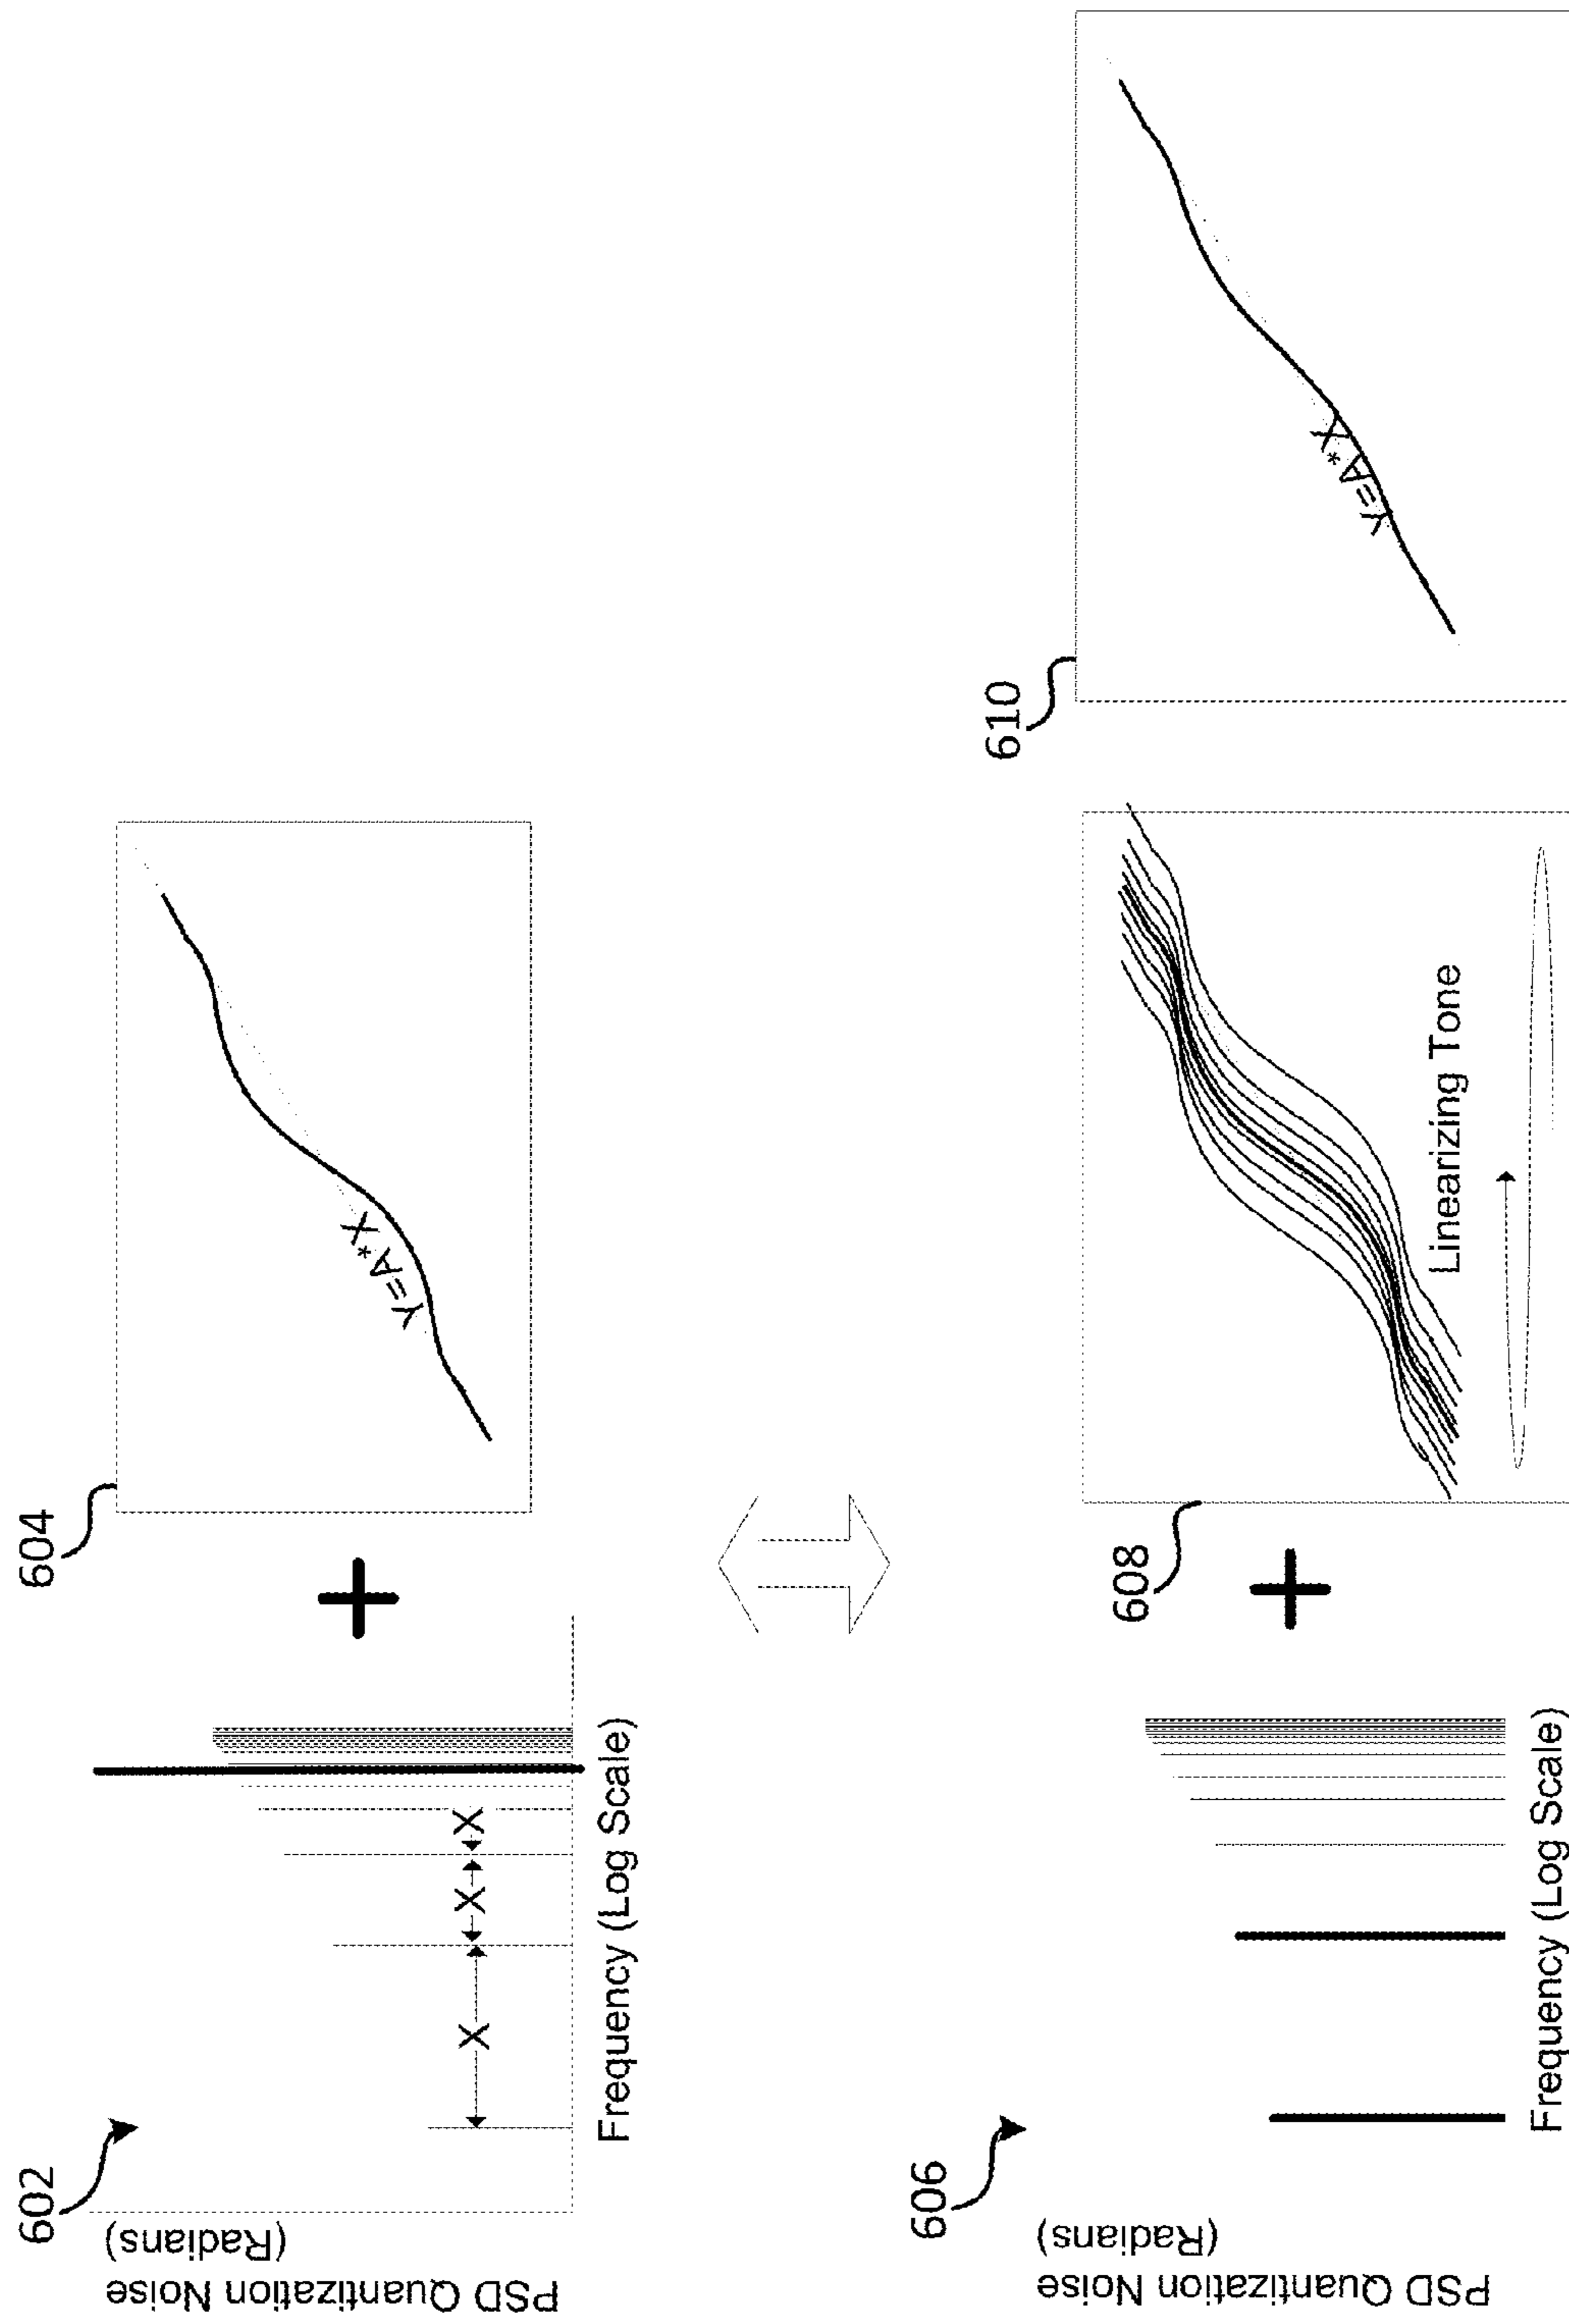 602
PSD Quantization Noise
(Radians)
X
X
X
Frequency (Log Scale)
604
Y=A*X
606
PSD Quantization Noise
(Radians)
Frequency (Log Scale)
608
Linearizing Tone
610
Y=A*X